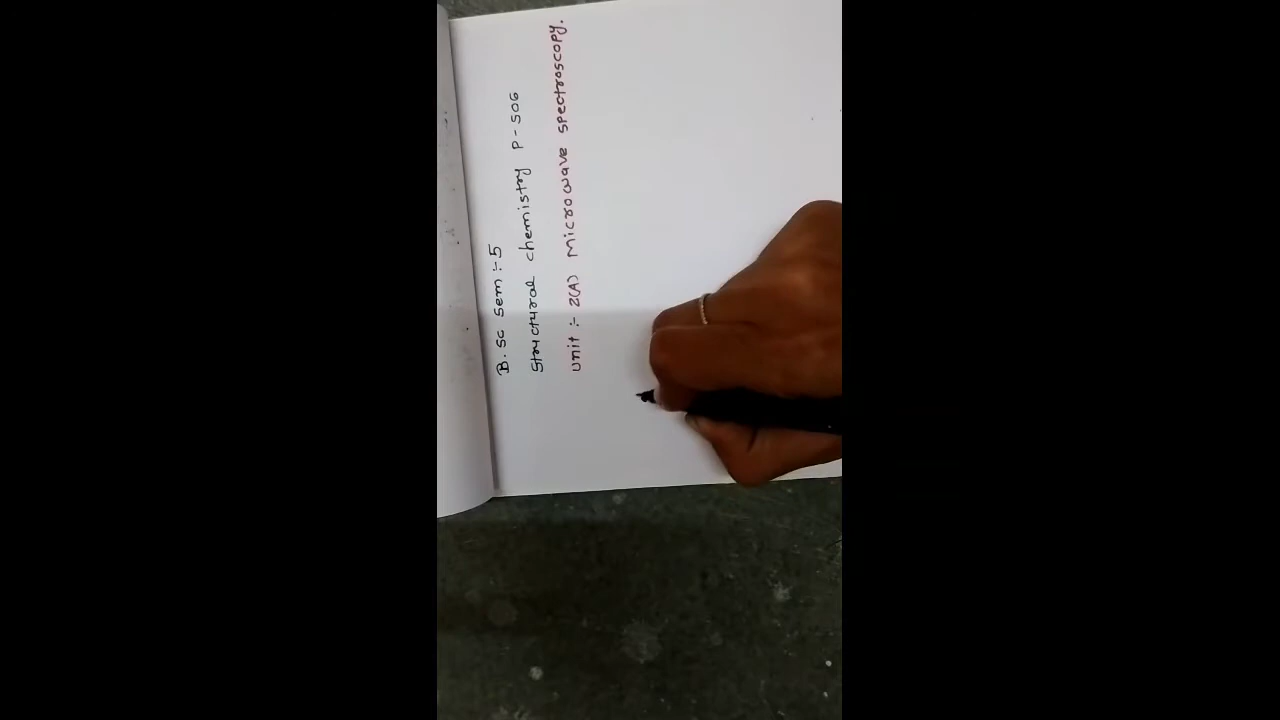 B.Sc Sem :- 5
Structural chemistry P-506
Unit :- 2(A) Microwave spectroscopy.